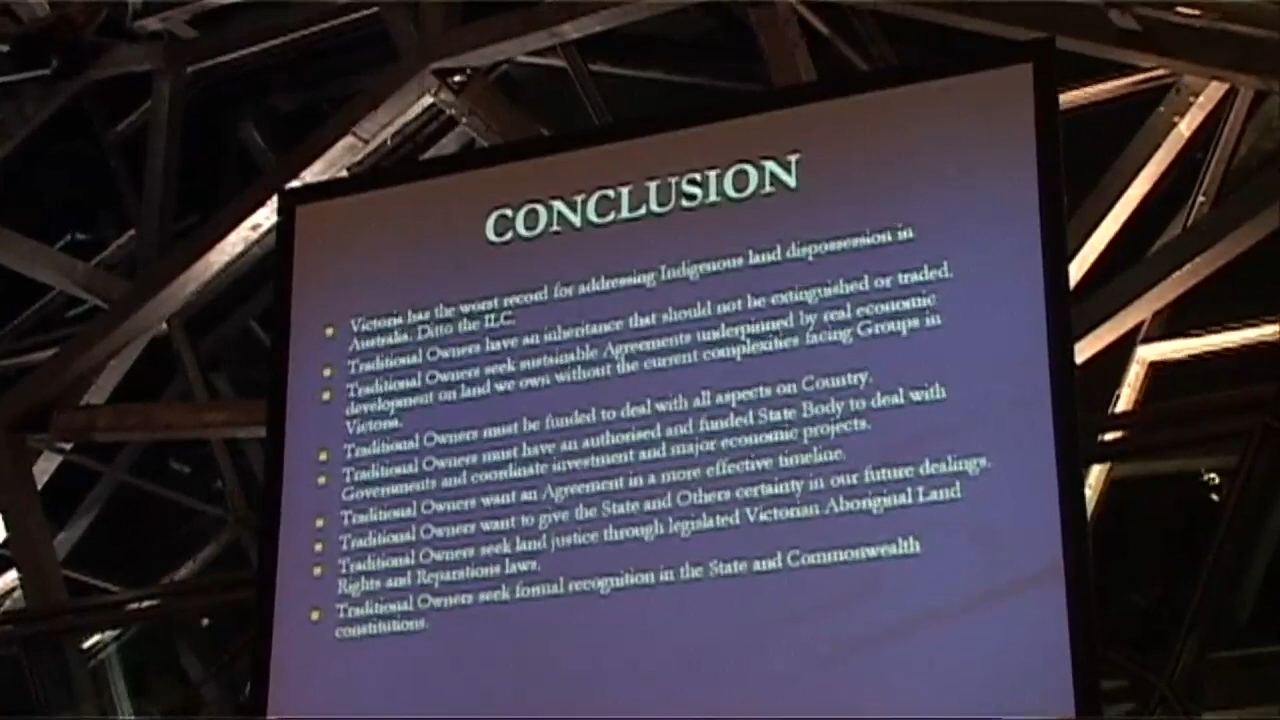 CONCLUSION
Victoria has the worst record for addressing Indigenous land dispossession in
Australia. Ditto the ILC.
Traditional Owners have an inheritance that should not be extinguished or traded.
Traditional Owners seek sustainable Agreements underpinned by real economic
development on land we own without the current complexities facing Groups in
Victoria.
Traditional Owners must be funded to deal with all aspects on Country.
Traditional Owners must have an authorised and funded State Body to deal with
Governments and coordinate investment and major economic projects.
Traditional Owners want an Agreement in a more effective timeline.
Traditional Owners want to give the State and Others certainty in our future dealings.
Traditional Owners seek land justice through legislated Victorian Aboriginal Land
Rights and Reparations laws.
Traditional Owners seek formal recognition in the State and Commonwealth
constitutions.